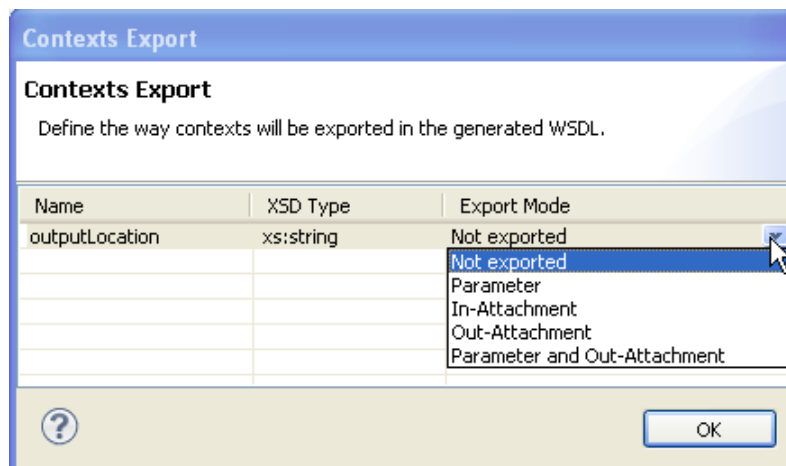 Contexts Export
Contexts Export
Define the way contexts will be exported in the generated WSDL.
Name XSD Type Export Mode
outputLocation xs:string Not exported
Not exported
Parameter
In-Attachment
Out-Attachment
Parameter and Out-Attachment
?
OK